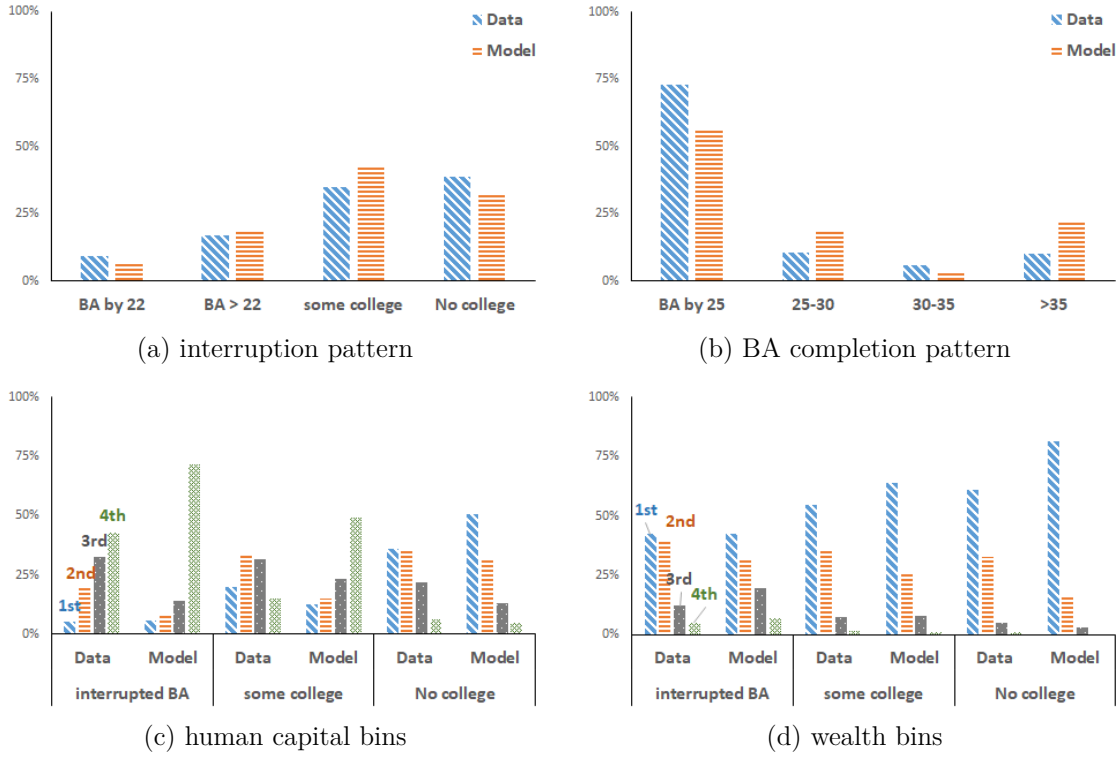 100%
75%
50%
25%
0%
Data
Model
BA by 22 BA > 22 some college No college
(a) interruption pattern
100%
75%
50%
25%
0%
Data
Model
BA by 25 25-30 30-35 >35
(b) BA completion pattern
100%
75%
50%
25%
0%
1st
2nd
3rd
4th
Data Model Data Model Data Model
interrupted BA some college No college
(c) human capital bins
100%
75%
50%
25%
0%
1st
2nd
3rd
4th
Data Model Data Model Data Model
interrupted BA some college No college
(d) wealth bins